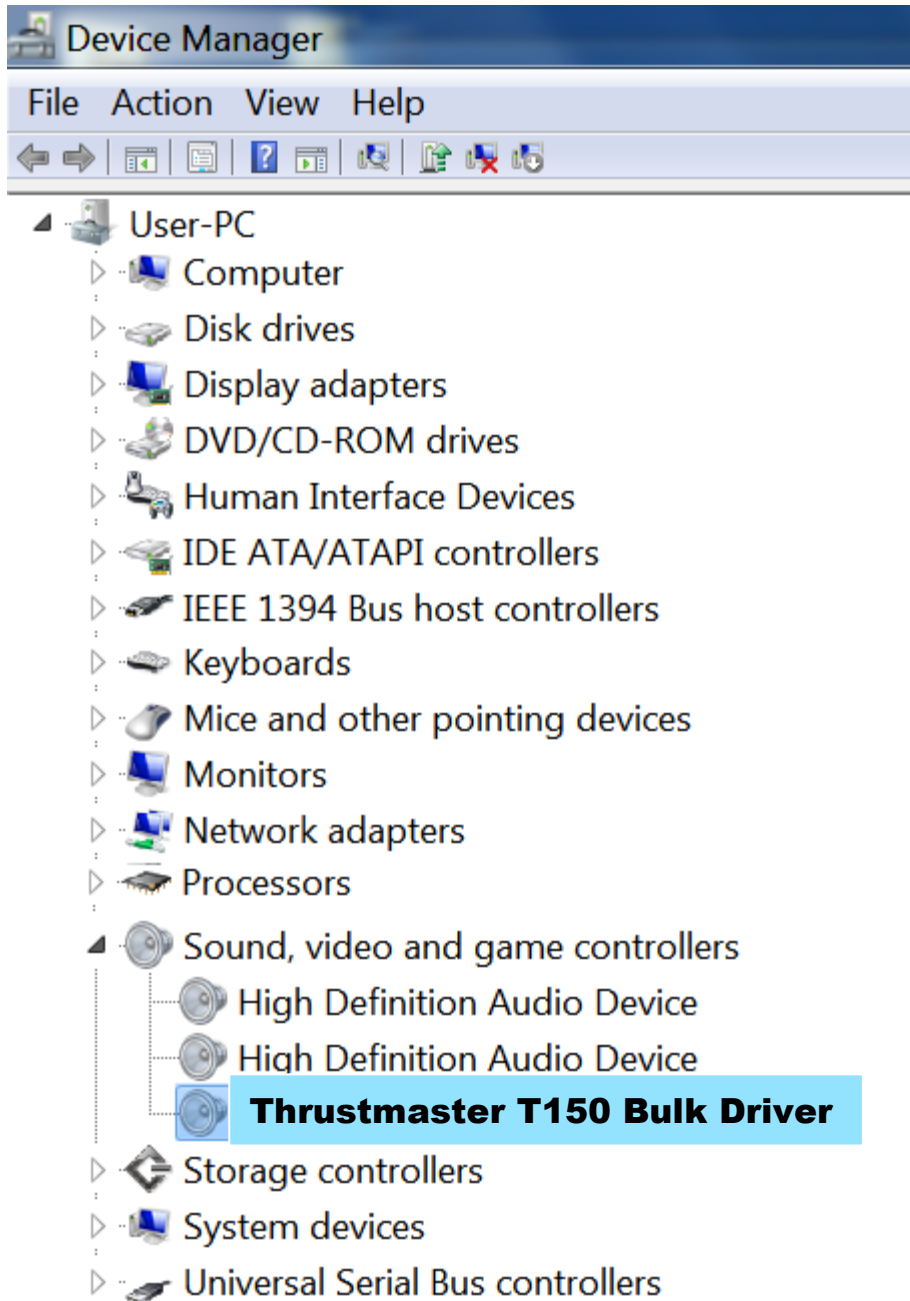 Device Manager
File Action View Help
User-PC
Computer
Disk drives
Display adapters
DVD/CD-ROM drives
Human Interface Devices
IDE ATA/ATAPI controllers
IEEE 1394 Bus host controllers
Keyboards
Mice and other pointing devices
Monitors
Network adapters
Processors
Sound, video and game controllers
High Definition Audio Device
High Definition Audio Device
Thrustmaster T150 Bulk Driver
Storage controllers
System devices
Universal Serial Bus controllers